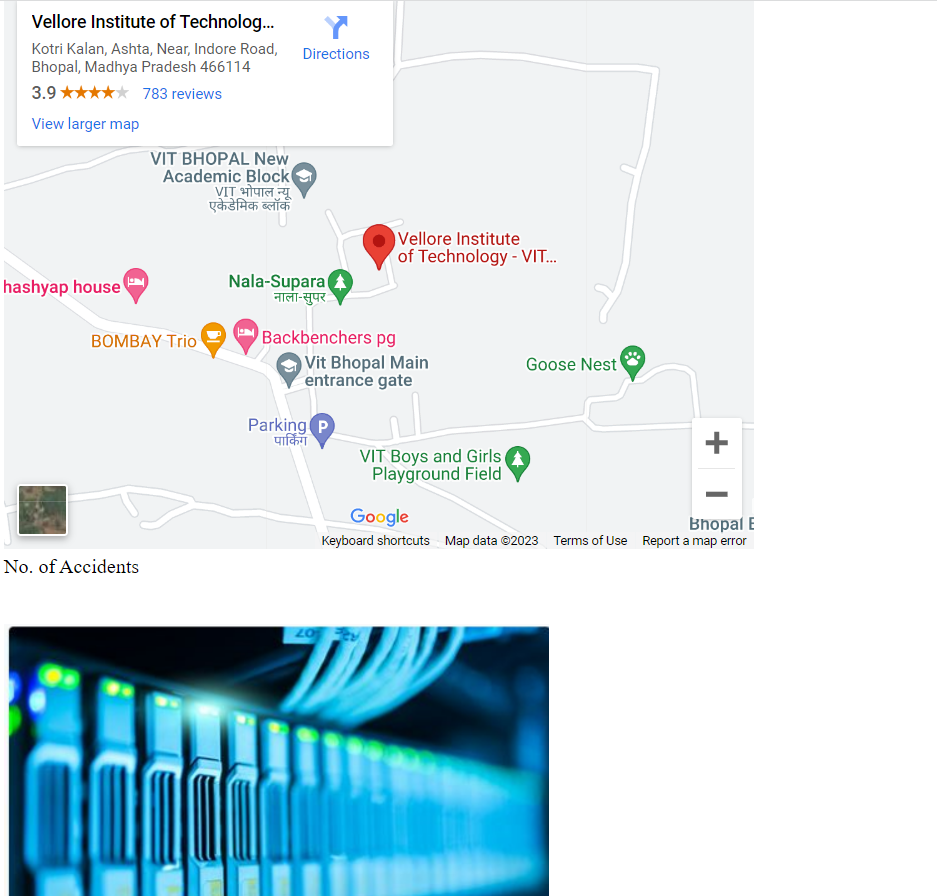 Vellore Institute of Technolog...
Directions
Kotri Kalan, Ashta, Near, Indore Road,
Bhopal, Madhya Pradesh 466114
3.9 783 reviews
View larger map
VIT BHOPAL New
Academic Block
VIT भोपाल न्यू
एकेडेमिक ब्लॉक
Vellore Institute
of Technology - VIT...
Nala-Supara
नाला-सुपर
hashyap house
BOMBAY Trio
Backbenchers pg
Vit Bhopal Main
entrance gate
Goose Nest
Parking
पार्किंग
P
VIT Boys and Girls
Playground Field
Google
Bhopal
Keyboard shortcuts Map data ©2023 Terms of Use Report a map error
No. of Accidents